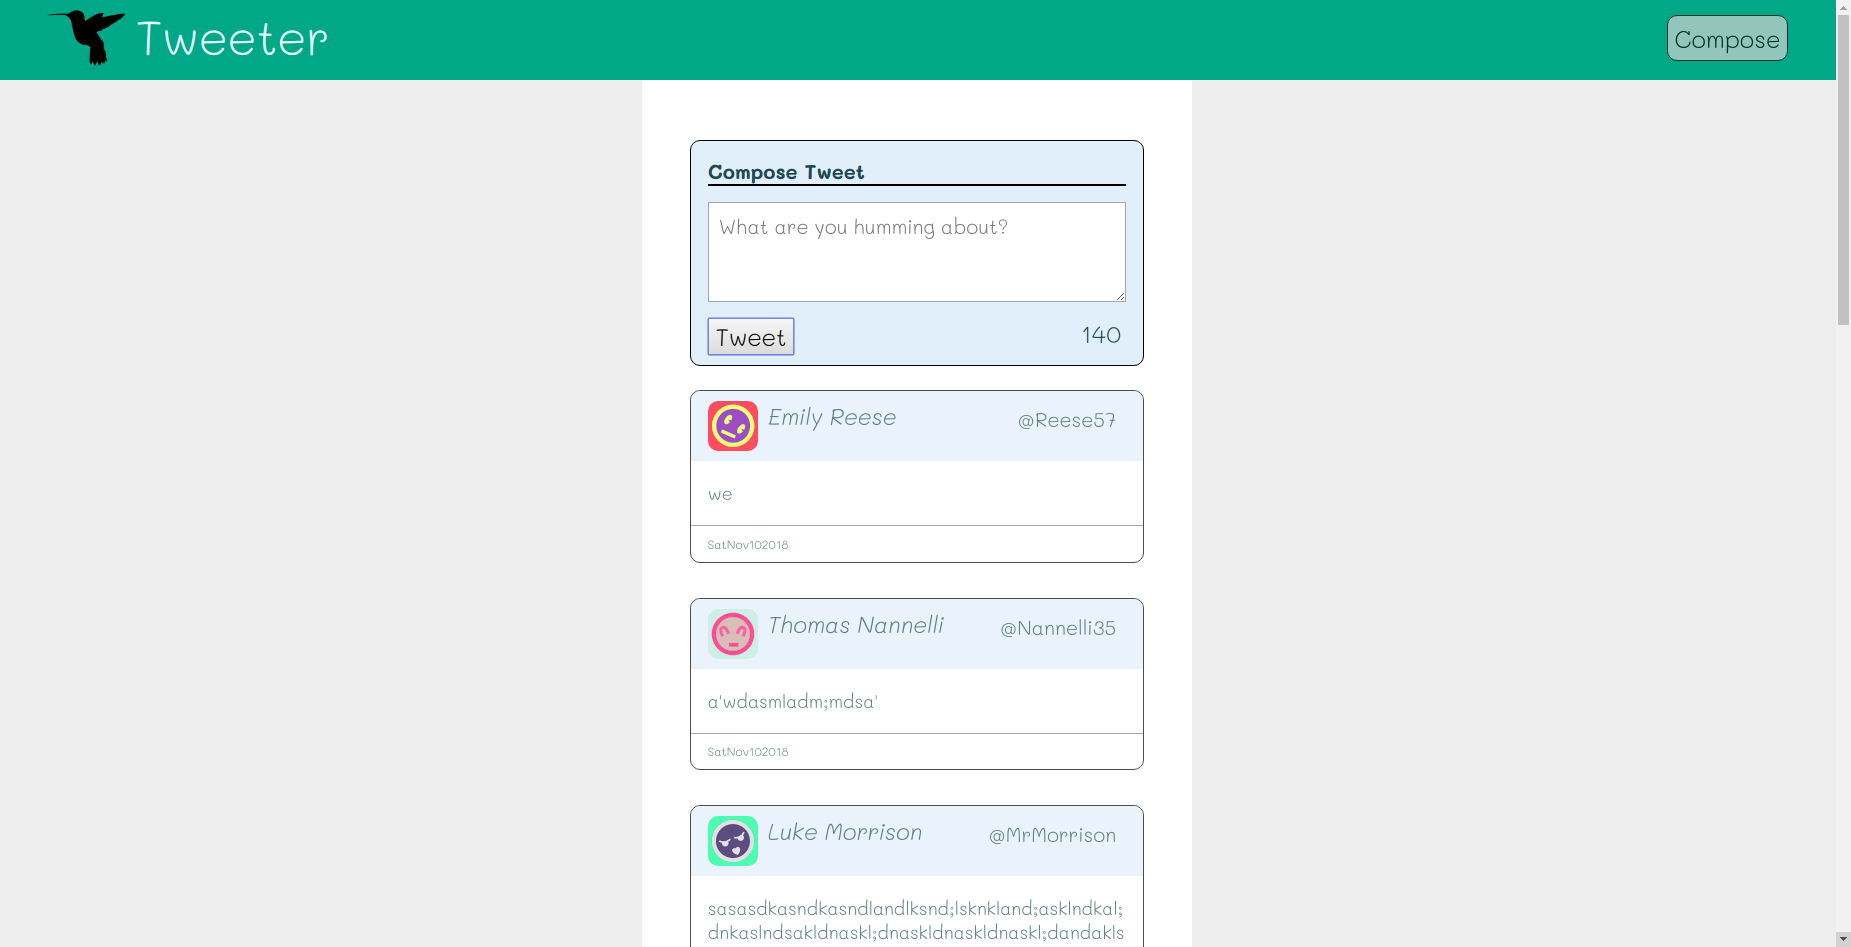 Tweeter
Compose
Compose Tweet
What are you humming about?
Tweet
140
Emily Reese
@Reese57
we
SatNov102018
Thomas Nannelli
@Nannelli35
a'wdasmladm;mdsa'
SatNov102018
Luke Morrison
@MrMorrison
sasasdkasndkasndlandlksnd;lsknkland;asklndkal;
dnkaslndsakldnaskl;dnaskldnaskldnaskl;dandakls